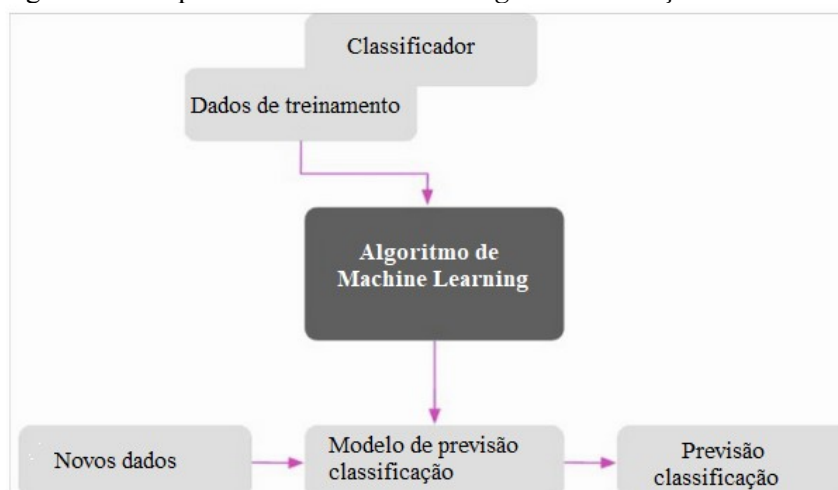 Classificador
Dados de treinamento
Algoritmo de
Machine Learning
Novos dados
Modelo de previsão
classificação
Previsão
classificação